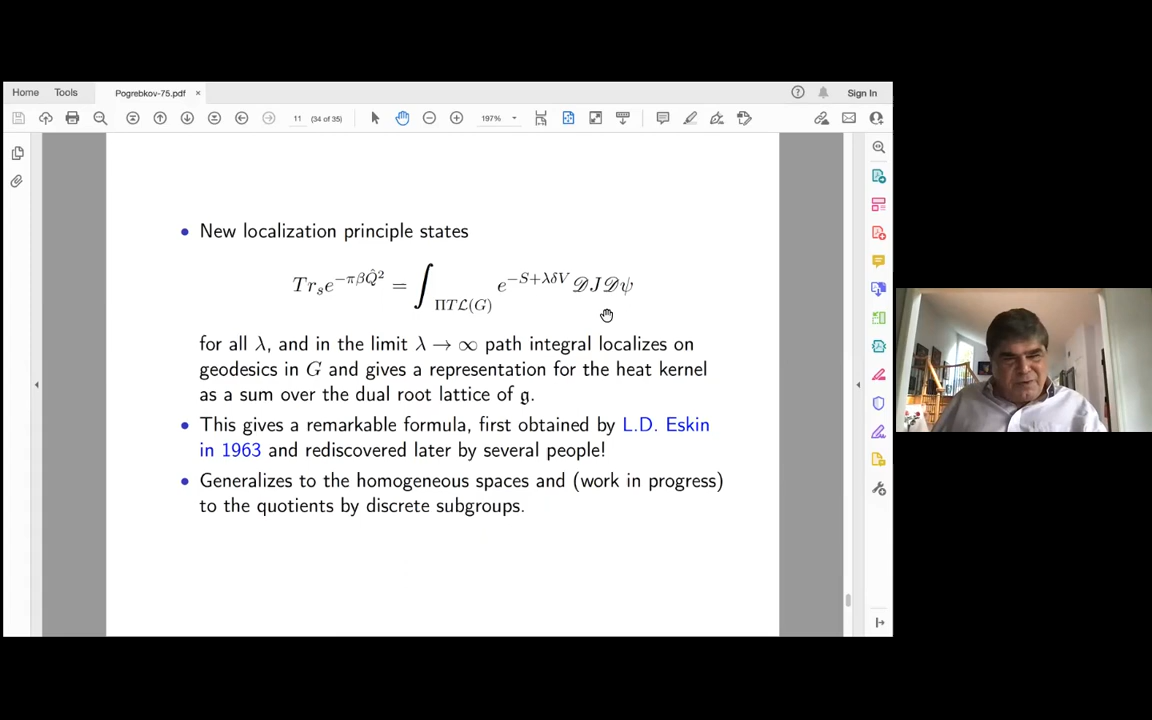 Home Tools Pogrebkov-75.pdf × Sign In
11 (34 of 35) 197%
• New localization principle states
Tr_s e^{-πβQ̂²} = ∫_{ΠTℒ(G)} e^{-S+λδV} 𝒟J𝒟ψ
for all λ, and in the limit λ → ∞ path integral localizes on
geodesics in G and gives a representation for the heat kernel
as a sum over the dual root lattice of 𝔤.
• This gives a remarkable formula, first obtained by L.D. Eskin
in 1963 and rediscovered later by several people!
• Generalizes to the homogeneous spaces and (work in progress)
to the quotients by discrete subgroups.